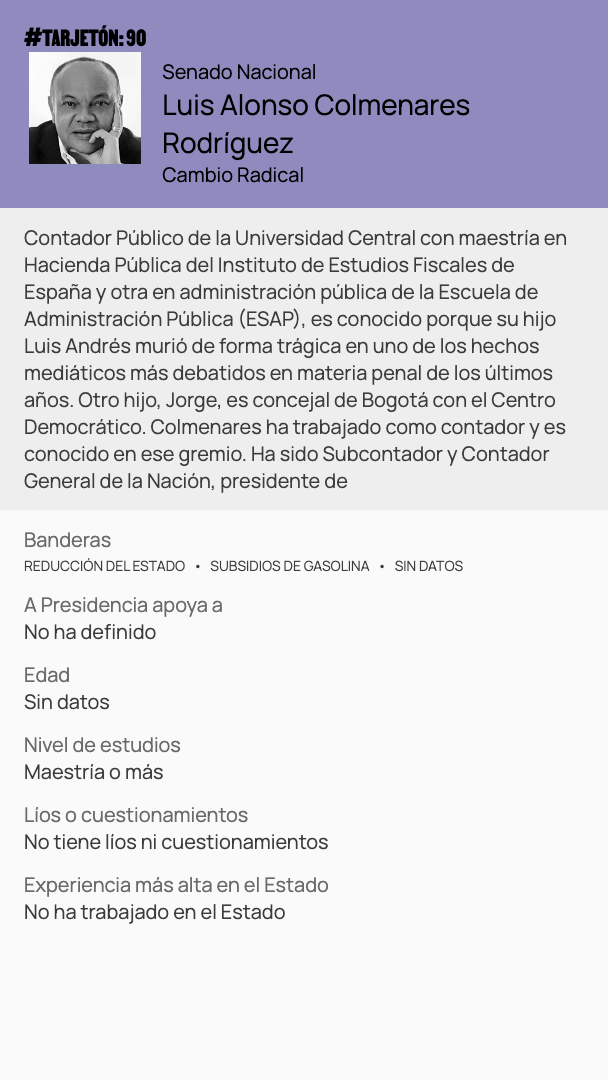 #TARJETÓN: 90
Senado Nacional
Luis Alonso Colmenares
Rodríguez
Cambio Radical
Contador Público de la Universidad Central con maestría en
Hacienda Pública del Instituto de Estudios Fiscales de
España y otra en administración pública de la Escuela de
Administración Pública (ESAP), es conocido porque su hijo
Luis Andrés murió de forma trágica en uno de los hechos
mediáticos más debatidos en materia penal de los últimos
años. Otro hijo, Jorge, es concejal de Bogotá con el Centro
Democrático. Colmenares ha trabajado como contador y es
conocido en ese gremio. Ha sido Subcontador y Contador
General de la Nación, presidente de
Banderas
REDUCCIÓN DEL ESTADO • SUBSIDIOS DE GASOLINA • SIN DATOS
A Presidencia apoya a
No ha definido
Edad
Sin datos
Nivel de estudios
Maestría o más
Líos o cuestionamientos
No tiene líos ni cuestionamientos
Experiencia más alta en el Estado
No ha trabajado en el Estado